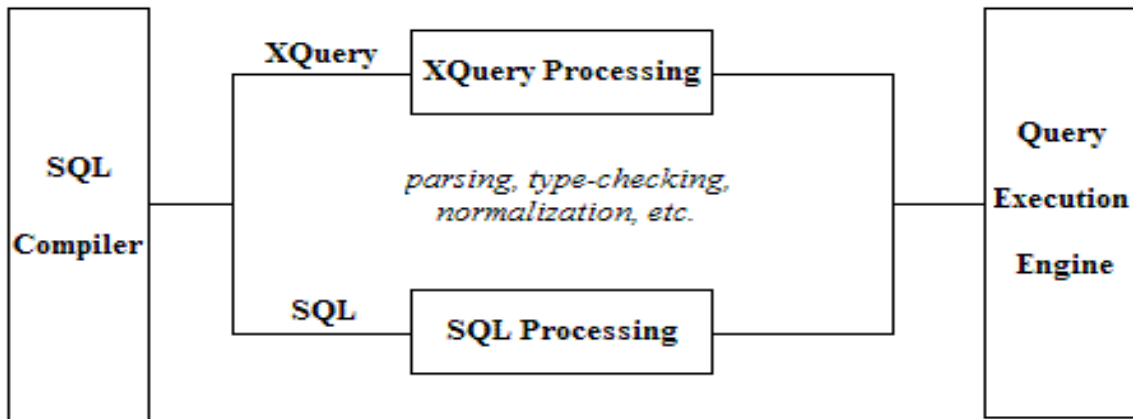 SQL
Compiler
XQuery
XQuery Processing
parsing, type-checking,
normalization, etc.
SQL
SQL Processing
Query
Execution
Engine